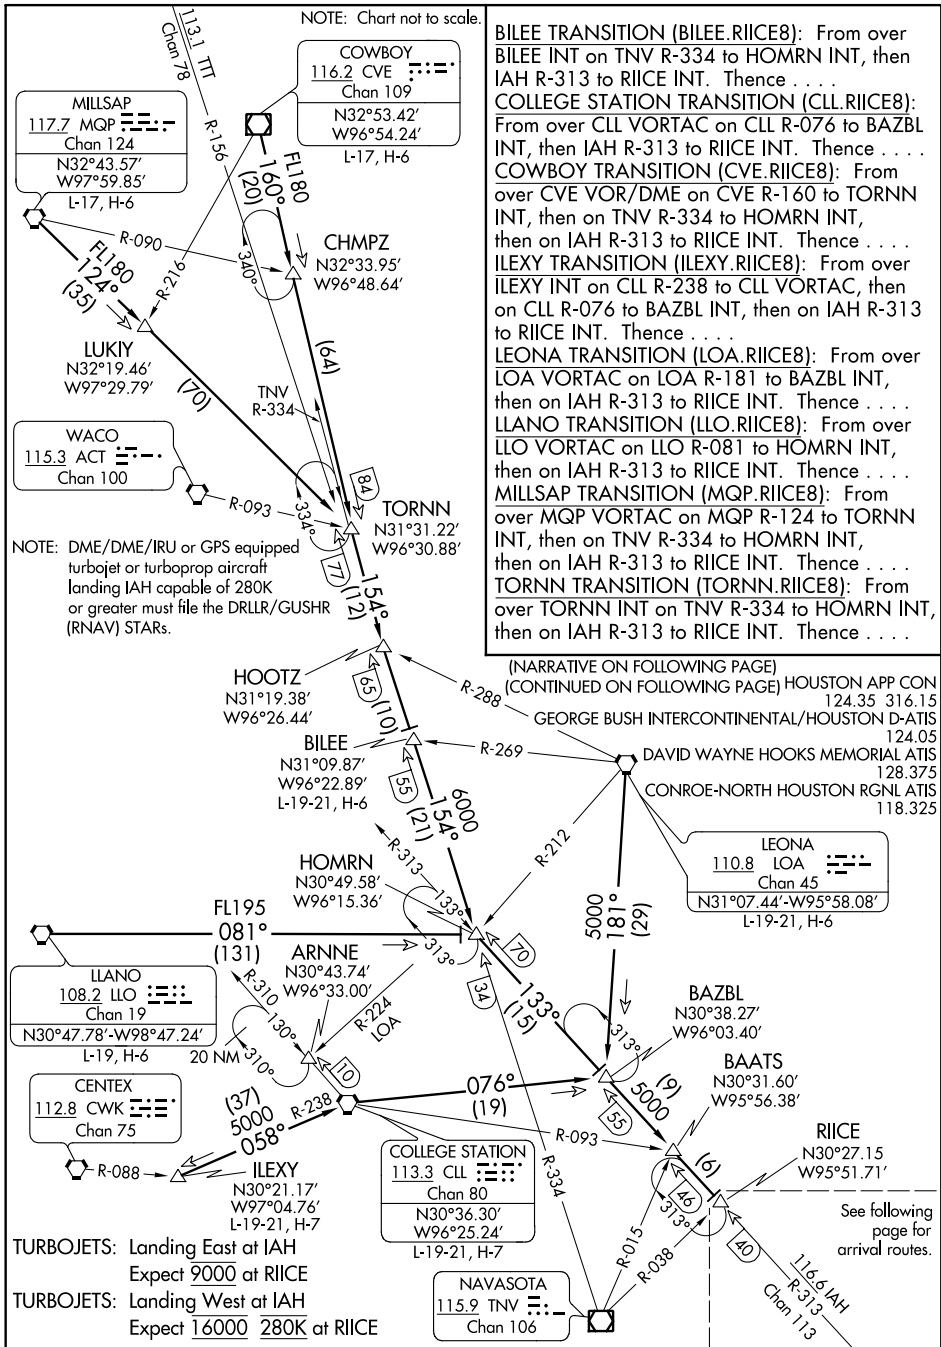 NOTE: Chart not to scale.
113.1 TTT
Chan 78
R-156
COWBOY
116.2 CVE
Chan 109
N32°53.42'
W96°54.24'
L-17, H-6
MILLSAP
117.7 MQP
Chan 124
N32°43.57'
W97°59.85'
L-17, H-6
FL180
160°
(20)
R-090
R-216
340°
CHMPZ
N32°33.95'
W96°48.64'
FL180
124°
(35)
LUKIY
N32°19.46'
W97°29.79'
(70)
(64)
TNV
R-334
WACO
115.3 ACT
Chan 100
R-093
334°
84
TORNN
N31°31.22'
W96°30.88'
NOTE: DME/DME/IRU or GPS equipped
turbojet or turboprop aircraft
landing IAH capable of 280K
or greater must file the DRLLR/GUSHR
(RNAV) STARs.
77
154°
(12)
HOOTZ
N31°19.38'
W96°26.44'
65
(10)
R-288
BILEE
N31°09.87'
W96°22.89'
L-19-21, H-6
R-269
55
6000
154°
(21)
BILEE TRANSITION (BILEE.RIICE8): From over
BILEE INT on TNV R-334 to HOMRN INT, then
IAH R-313 to RIICE INT. Thence . . . .
COLLEGE STATION TRANSITION (CLL.RIICE8):
From over CLL VORTAC on CLL R-076 to BAZBL
INT, then IAH R-313 to RIICE INT. Thence . . . .
COWBOY TRANSITION (CVE.RIICE8): From
over CVE VOR/DME on CVE R-160 to TORNN
INT, then on TNV R-334 to HOMRN INT,
then on IAH R-313 to RIICE INT. Thence . . . .
ILEXY TRANSITION (ILEXY.RIICE8): From over
ILEXY INT on CLL R-238 to CLL VORTAC, then
on CLL R-076 to BAZBL INT, then on IAH R-313
to RIICE INT. Thence . . . .
LEONA TRANSITION (LOA.RIICE8): From over
LOA VORTAC on LOA R-181 to BAZBL INT,
then on IAH R-313 to RIICE INT. Thence . . . .
LLANO TRANSITION (LLO.RIICE8): From over
LLO VORTAC on LLO R-081 to HOMRN INT,
then on IAH R-313 to RIICE INT. Thence . . . .
MILLSAP TRANSITION (MQP.RIICE8): From
over MQP VORTAC on MQP R-124 to TORNN
INT, then on TNV R-334 to HOMRN INT,
then on IAH R-313 to RIICE INT. Thence . . . .
TORNN TRANSITION (TORNN.RIICE8): From
over TORNN INT on TNV R-334 to HOMRN INT,
then on IAH R-313 to RIICE INT. Thence . . . .
(NARRATIVE ON FOLLOWING PAGE)
(CONTINUED ON FOLLOWING PAGE)
HOUSTON APP CON
124.35 316.15
GEORGE BUSH INTERCONTINENTAL/HOUSTON D-ATIS
124.05
DAVID WAYNE HOOKS MEMORIAL ATIS
128.375
CONROE-NORTH HOUSTON RGNL ATIS
118.325
LEONA
110.8 LOA
Chan 45
N31°07.44'-W95°58.08'
L-19-21, H-6
R-212
5000
181°
(29)
R-313
133°
313°
HOMRN
N30°49.58'
W96°15.36'
FL195
081°
(131)
LLANO
108.2 LLO
Chan 19
N30°47.78'-W98°47.24'
L-19, H-6
ARNNE
N30°43.74'
W96°33.00'
R-310
130°
310°
20 NM
R-224
LOA
10
70
34
133°
(15)
313°
BAZBL
N30°38.27'
W96°03.40'
CENTEX
112.8 CWK
Chan 75
R-088
(37)
5000
058°
R-238
ILEXY
N30°21.17'
W97°04.76'
L-19-21, H-7
076°
(19)
COLLEGE STATION
113.3 CLL
Chan 80
N30°36.30'
W96°25.24'
L-19-21, H-7
R-093
R-334
(9)
5000
55
BAATS
N30°31.60'
W95°56.38'
(6)
46
313°
RIICE
N30°27.15
W95°51.71'
R-015
R-038
40
116.6 IAH
R-313
Chan 113
See following
page for
arrival routes.
NAVASOTA
115.9 TNV
Chan 106
TURBOJETS: Landing East at IAH
Expect 9000 at RIICE
TURBOJETS: Landing West at IAH
Expect 16000 280K at RIICE